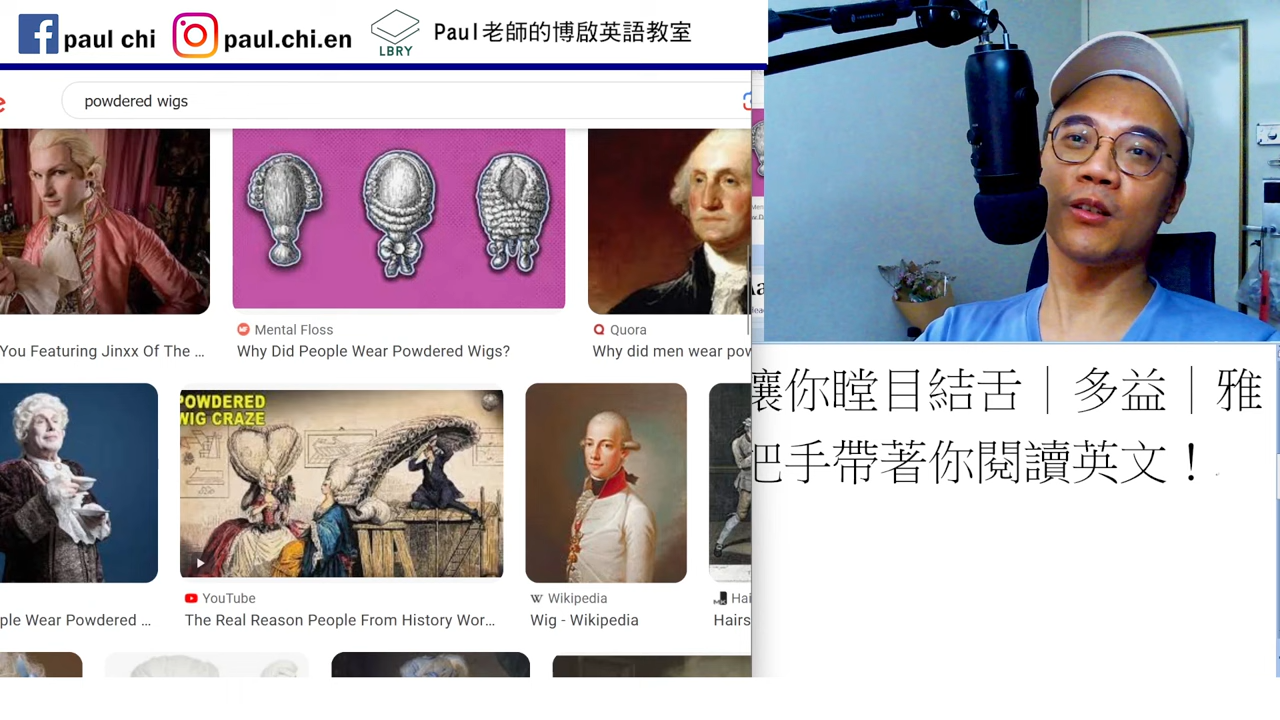 paul chi
paul.chi.en
LBRY
Paul老師的博啟英語教室
powdered wigs
Mental Floss
Quora
You Featuring Jinxx Of The ...
Why Did People Wear Powdered Wigs?
Why did men wear pow
POWDERED
WIG CRAZE
YouTube
Wikipedia
Hai
ple Wear Powdered ...
The Real Reason People From History Wor...
Wig - Wikipedia
Hairs
讓你瞠目結舌｜多益｜雅
把手帶著你閱讀英文！